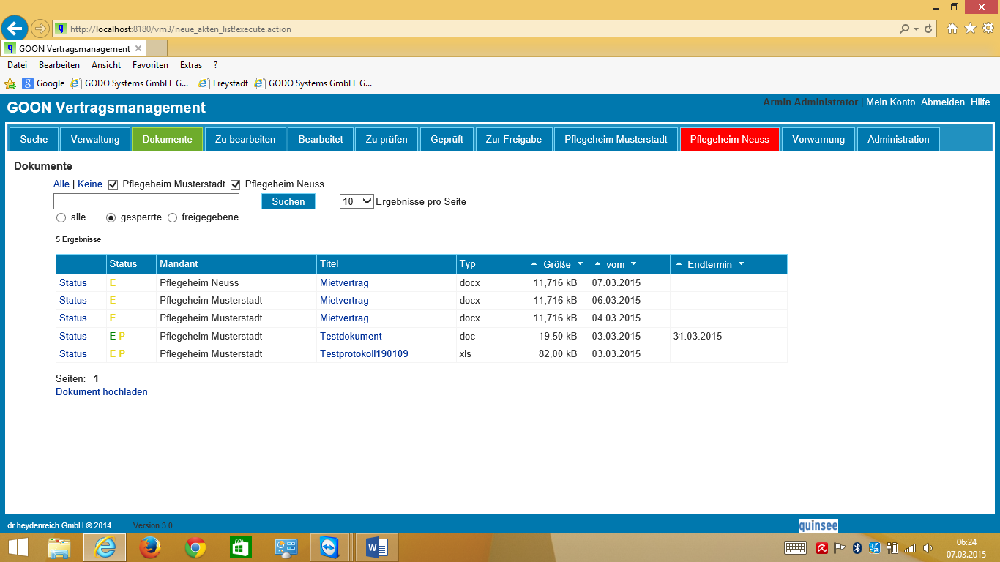 http://localhost:8180/vm3/neue_akten_list!execute.action
GOON Vertragsmanagement
Datei Bearbeiten Ansicht Favoriten Extras ?
Google GODO Systems GmbH G... Freystadt GODO Systems GmbH G...
GOON Vertragsmanagement
Armin Administrator | Mein Konto Abmelden Hilfe
Suche Verwaltung Dokumente Zu bearbeiten Bearbeitet Zu prüfen Geprüft Zur Freigabe Pflegeheim Musterstadt Pflegeheim Neuss Vorwarnung Administration
Dokumente
Alle | Keine Pflegeheim Musterstadt Pflegeheim Neuss
Suchen 10 Ergebnisse pro Seite
alle gesperrte freigegebene
5 Ergebnisse
Status Mandant Titel Typ Größe vom Endtermin
Status E Pflegeheim Neuss Mietvertrag docx 11,716 kB 07.03.2015
Status E Pflegeheim Musterstadt Mietvertrag docx 11,716 kB 06.03.2015
Status E Pflegeheim Musterstadt Mietvertrag docx 11,716 kB 04.03.2015
Status E P Pflegeheim Musterstadt Testdokument doc 19,50 kB 03.03.2015 31.03.2015
Status E P Pflegeheim Musterstadt Testprotokoll190109 xls 82,00 kB 03.03.2015
Seiten: 1
Dokument hochladen
dr.heydenreich GmbH © 2014 Version 3.0
quinsee
06:24
07.03.2015